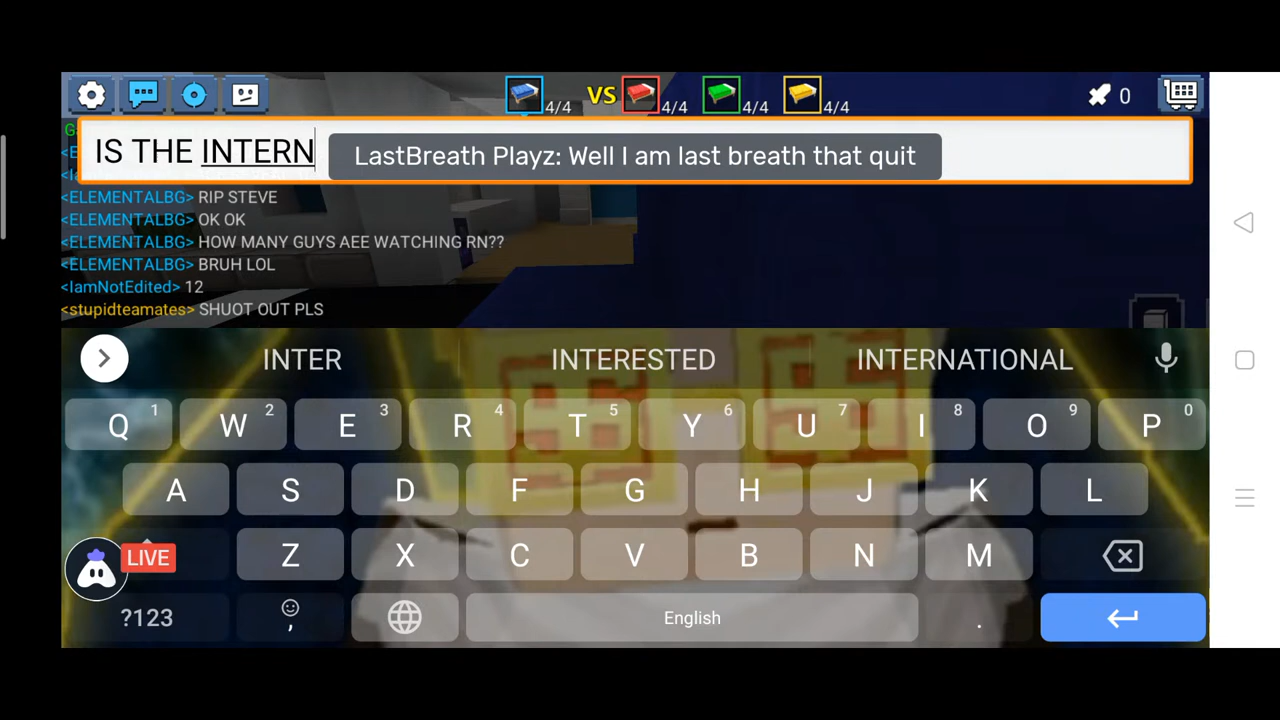 4/4 VS 4/4 4/4 4/4 0
IS THE INTERN
LastBreath Playz: Well I am last breath that quit
<ELEMENTALBG> RIP STEVE
<ELEMENTALBG> OK OK
<ELEMENTALBG> HOW MANY GUYS AEE WATCHING RN??
<ELEMENTALBG> BRUH LOL
<IamNotEdited> 12
<stupidteamates> SHUOT OUT PLS
INTER INTERESTED INTERNATIONAL
Q 1 W 2 E 3 R 4 T 5 Y 6 U 7 I 8 O 9 P 0
A S D F G H J K L
LIVE Z X C V B N M
?123 , English .